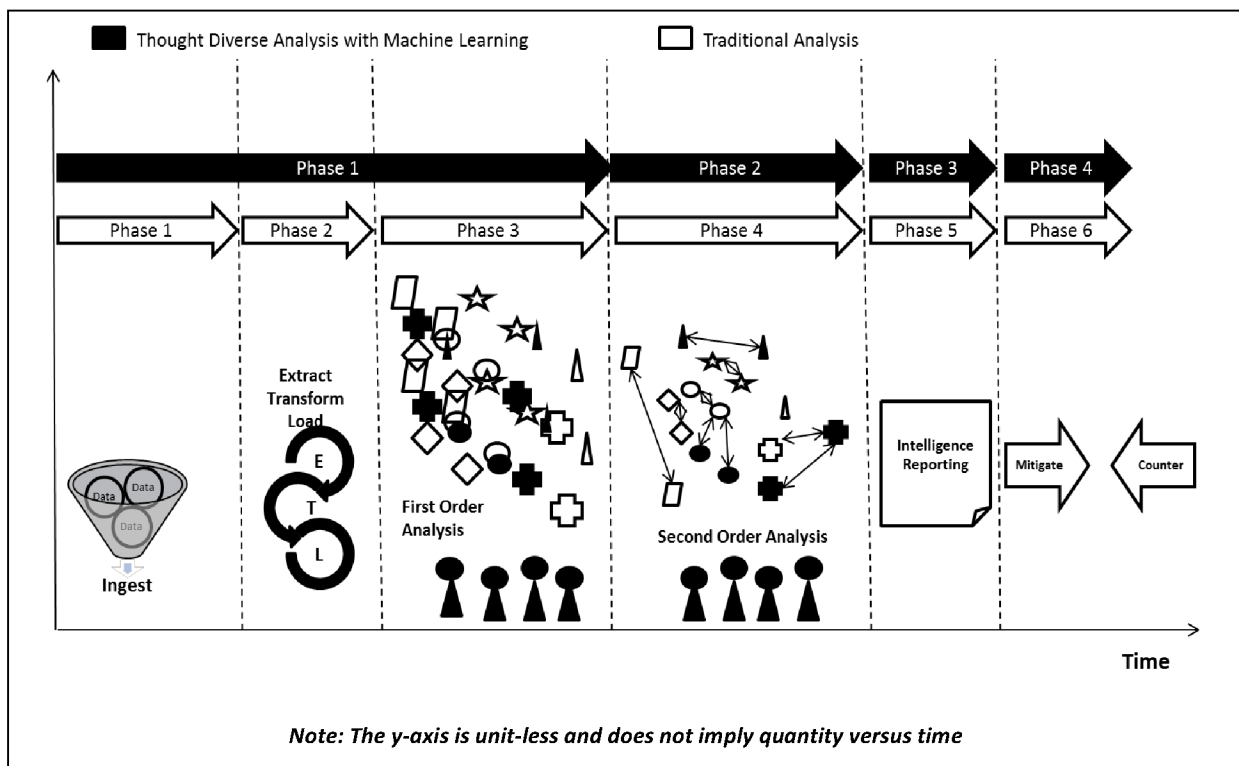 Thought Diverse Analysis with Machine Learning
Traditional Analysis
Phase 1
Phase 2
Phase 3
Phase 4
Phase 1
Phase 2
Phase 3
Phase 4
Phase 5
Phase 6
Data
Data
Data
Ingest
Extract
Transform
Load
E
T
L
First Order
Analysis
Second Order Analysis
Intelligence
Reporting
Mitigate
Counter
Time
Note: The y-axis is unit-less and does not imply quantity versus time